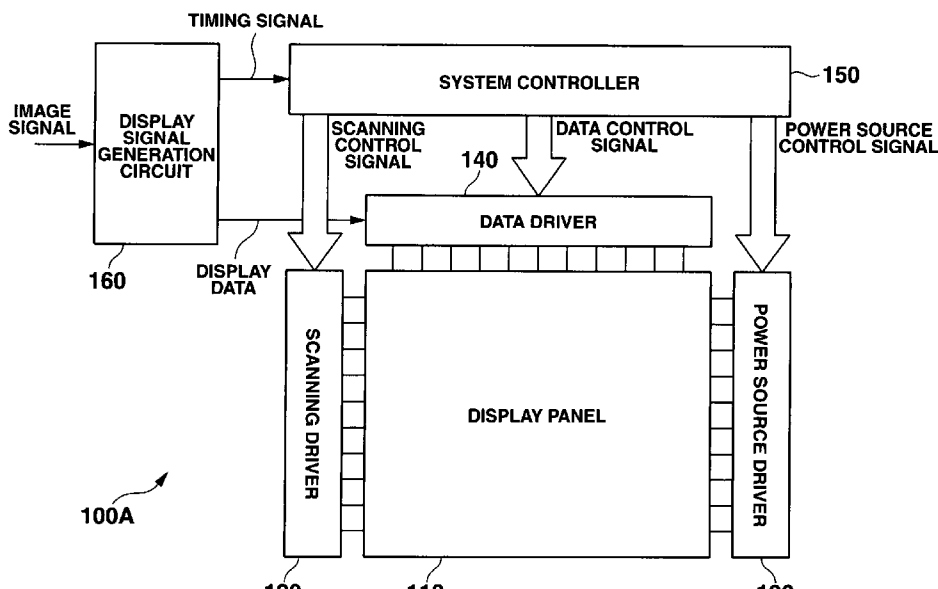 TIMING SIGNAL
SYSTEM CONTROLLER
150
IMAGE
SIGNAL
DISPLAY
SIGNAL
GENERATION
CIRCUIT
SCANNING
CONTROL
SIGNAL
DATA CONTROL
SIGNAL
POWER SOURCE
CONTROL SIGNAL
140
DATA DRIVER
160
DISPLAY
DATA
SCANNING DRIVER
DISPLAY PANEL
POWER SOURCE DRIVER
100A